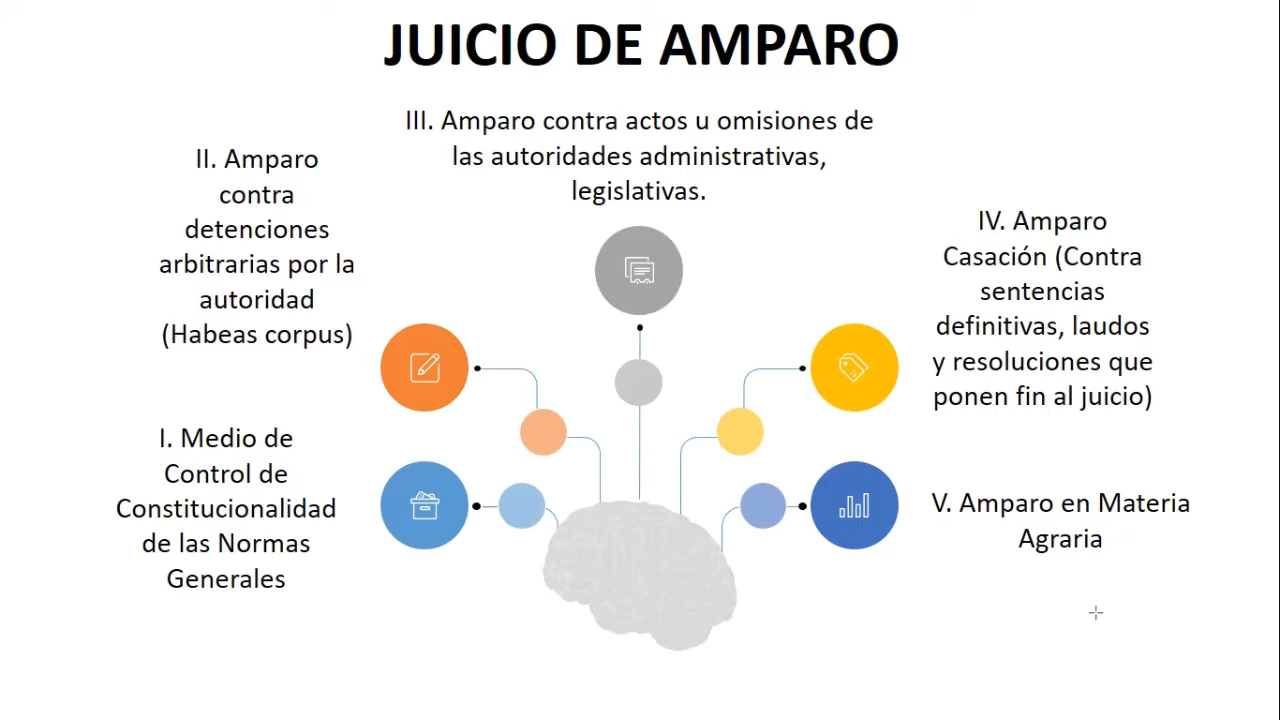 JUICIO DE AMPARO
III. Amparo contra actos u omisiones de
las autoridades administrativas,
legislativas.
II. Amparo
contra
detenciones
arbitrarias por la
autoridad
(Habeas corpus)
IV. Amparo
Casación (Contra
sentencias
definitivas, laudos
y resoluciones que
ponen fin al juicio)
I. Medio de
Control de
Constitucionalidad
de las Normas
Generales
V. Amparo en Materia
Agraria